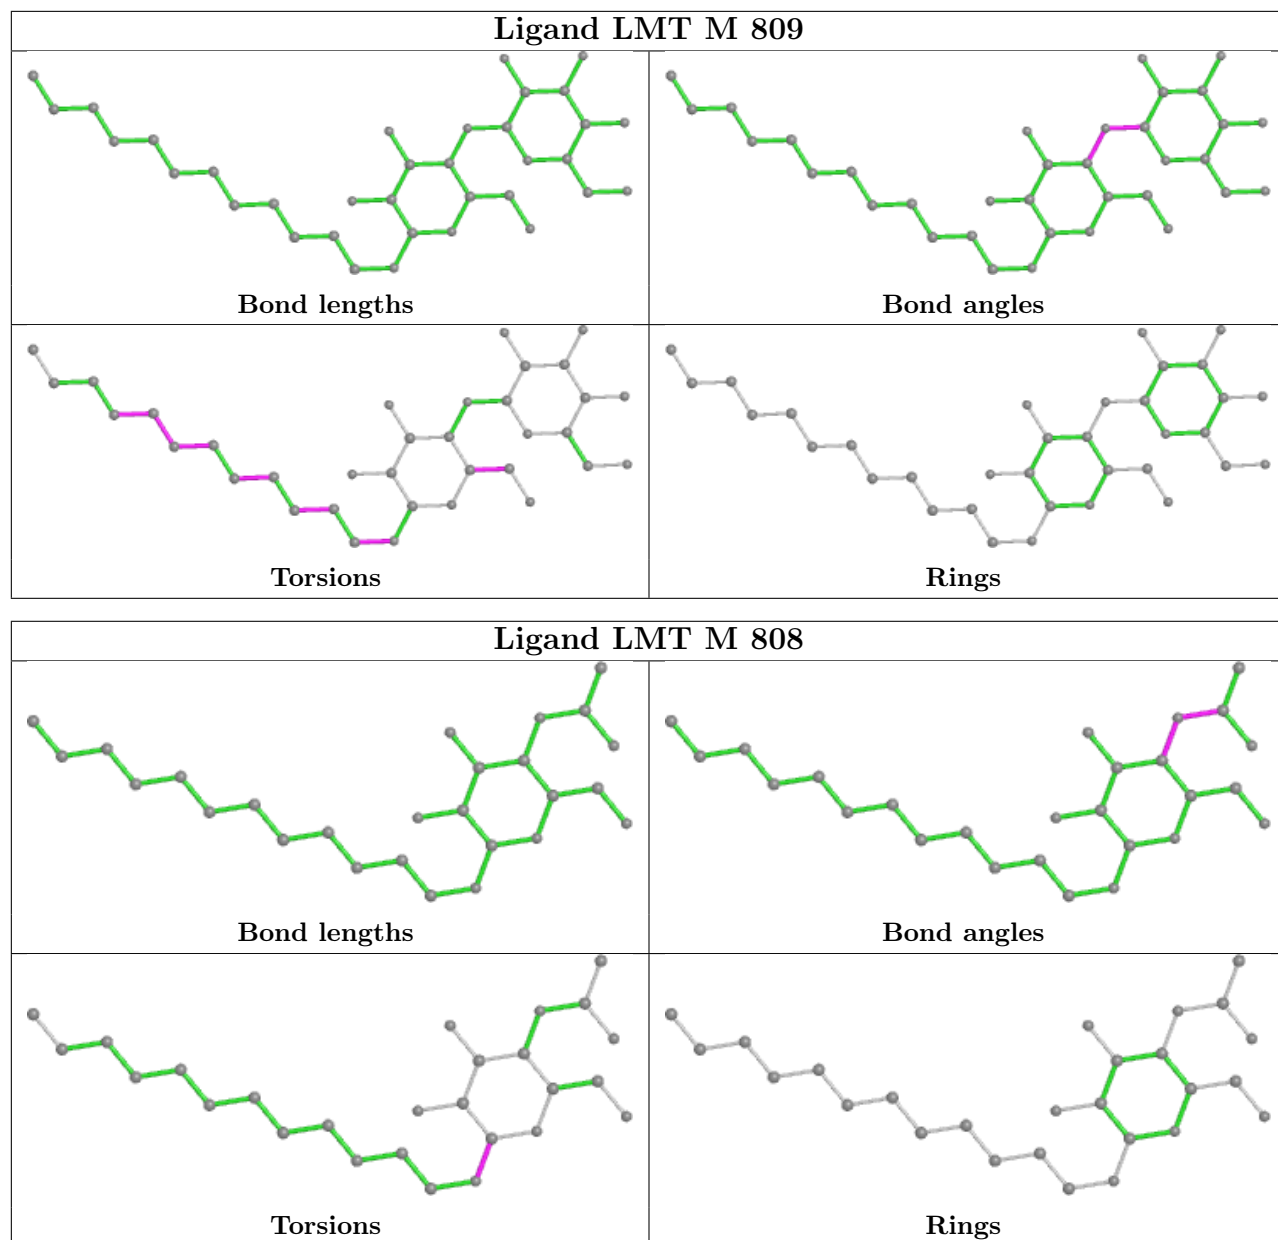 Ligand LMT M 809
Bond lengths
Bond angles
Torsions
Rings
Ligand LMT M 808
Bond lengths
Bond angles
Torsions
Rings